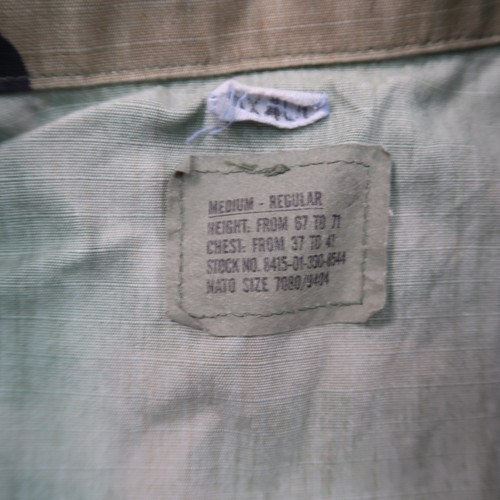 MEDIUM - REGULAR
HEIGHT: FROM 67 TO 71
CHEST: FROM 37 TO 41
STOCK NO. 8415-01-390-8544
NATO SIZE 7080/9404